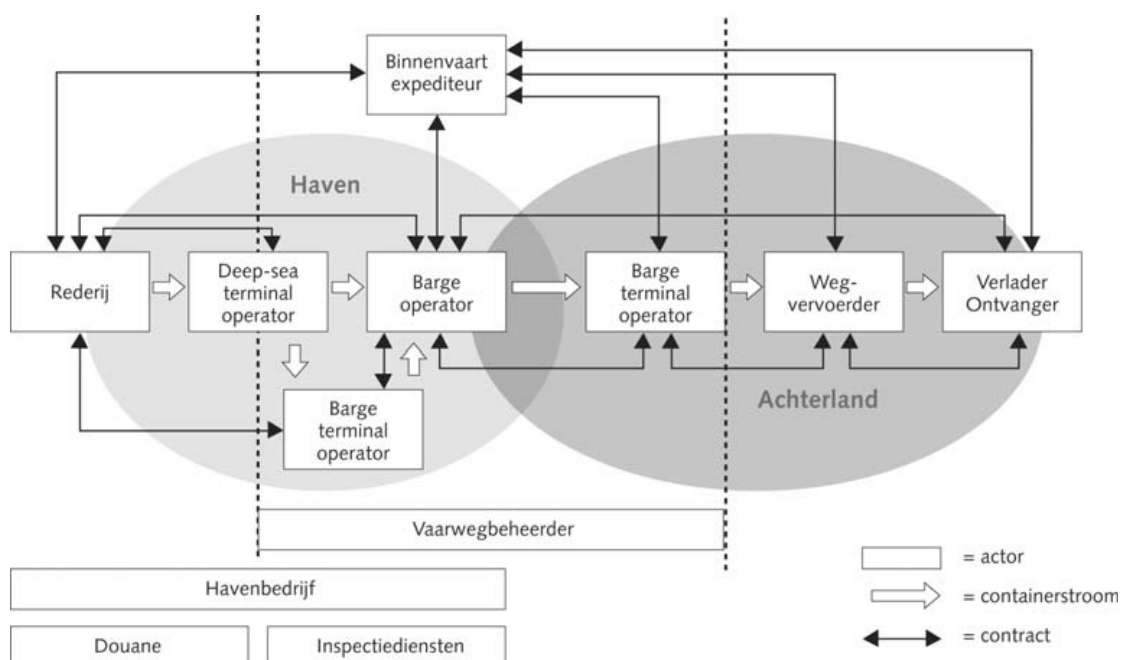 Binnenvaart
expediteur
Haven
Rederij
Deep-sea
terminal
operator
Barge
operator
Barge
terminal
operator
Weg-
vervoerder
Verlader
Ontvanger
Barge
terminal
operator
Achterland
Vaarwegbeheerder
Havenbedrijf
Douane
Inspectiediensten
= actor
= containerstroom
= contract